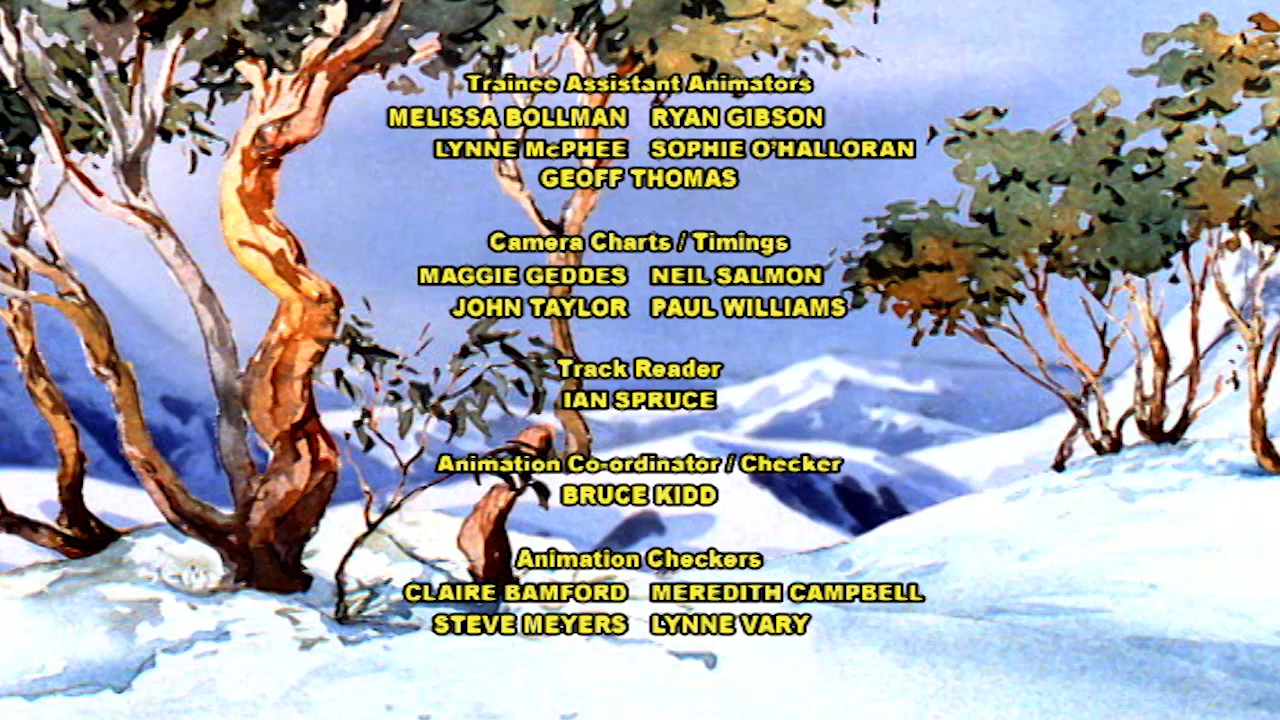 Trainee Assistant Animators
MELISSA BOLLMAN RYAN GIBSON
LYNNE McPHEE SOPHIE O'HALLORAN
GEOFF THOMAS
Camera Charts / Timings
MAGGIE GEDDES NEIL SALMON
JOHN TAYLOR PAUL WILLIAMS
Track Reader
IAN SPRUCE
Animation Co-ordinator / Checker
BRUCE KIDD
Animation Checkers
CLAIRE BAMFORD MEREDITH CAMPBELL
STEVE MEYERS LYNNE VARY